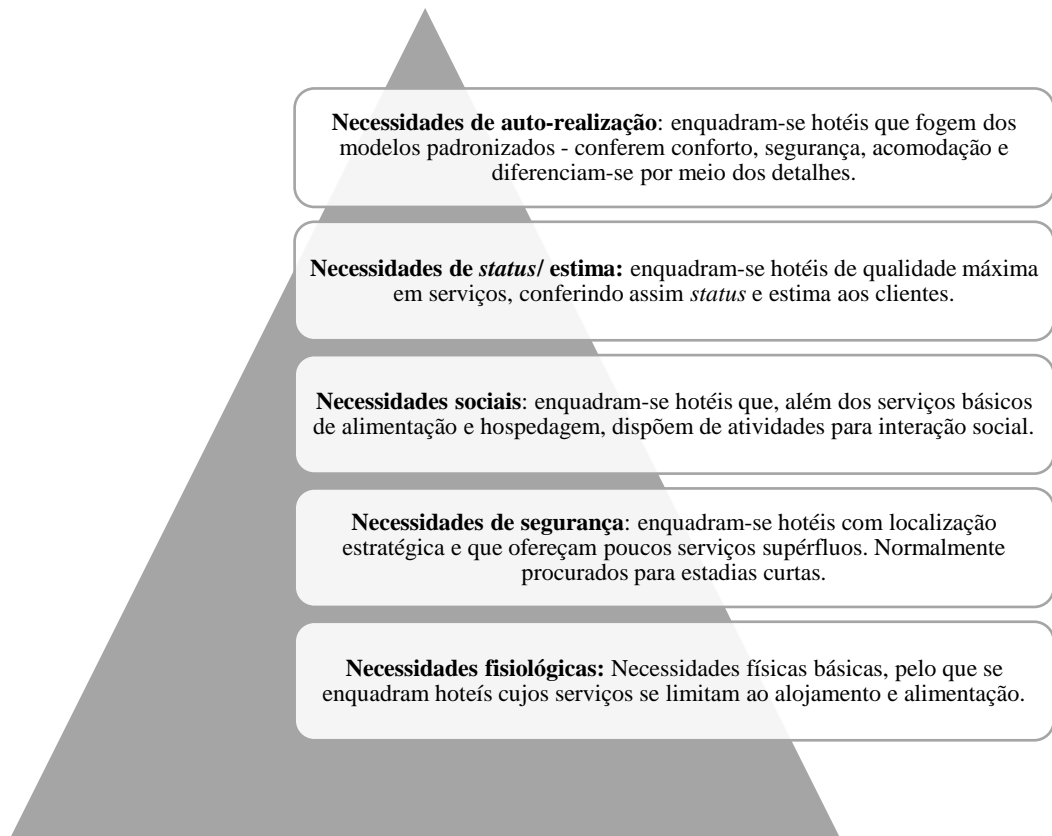 Necessidades de auto-realização: enquadram-se hotéis que fogem dos
modelos padronizados - conferem conforto, segurança, acomodação e
diferenciam-se por meio dos detalhes.
Necessidades de status/ estima: enquadram-se hotéis de qualidade máxima
em serviços, conferindo assim status e estima aos clientes.
Necessidades sociais: enquadram-se hotéis que, além dos serviços básicos
de alimentação e hospedagem, dispõem de atividades para interação social.
Necessidades de segurança: enquadram-se hotéis com localização
estratégica e que ofereçam poucos serviços supérfluos. Normalmente
procurados para estadias curtas.
Necessidades fisiológicas: Necessidades físicas básicas, pelo que se
enquadram hoteís cujos serviços se limitam ao alojamento e alimentação.